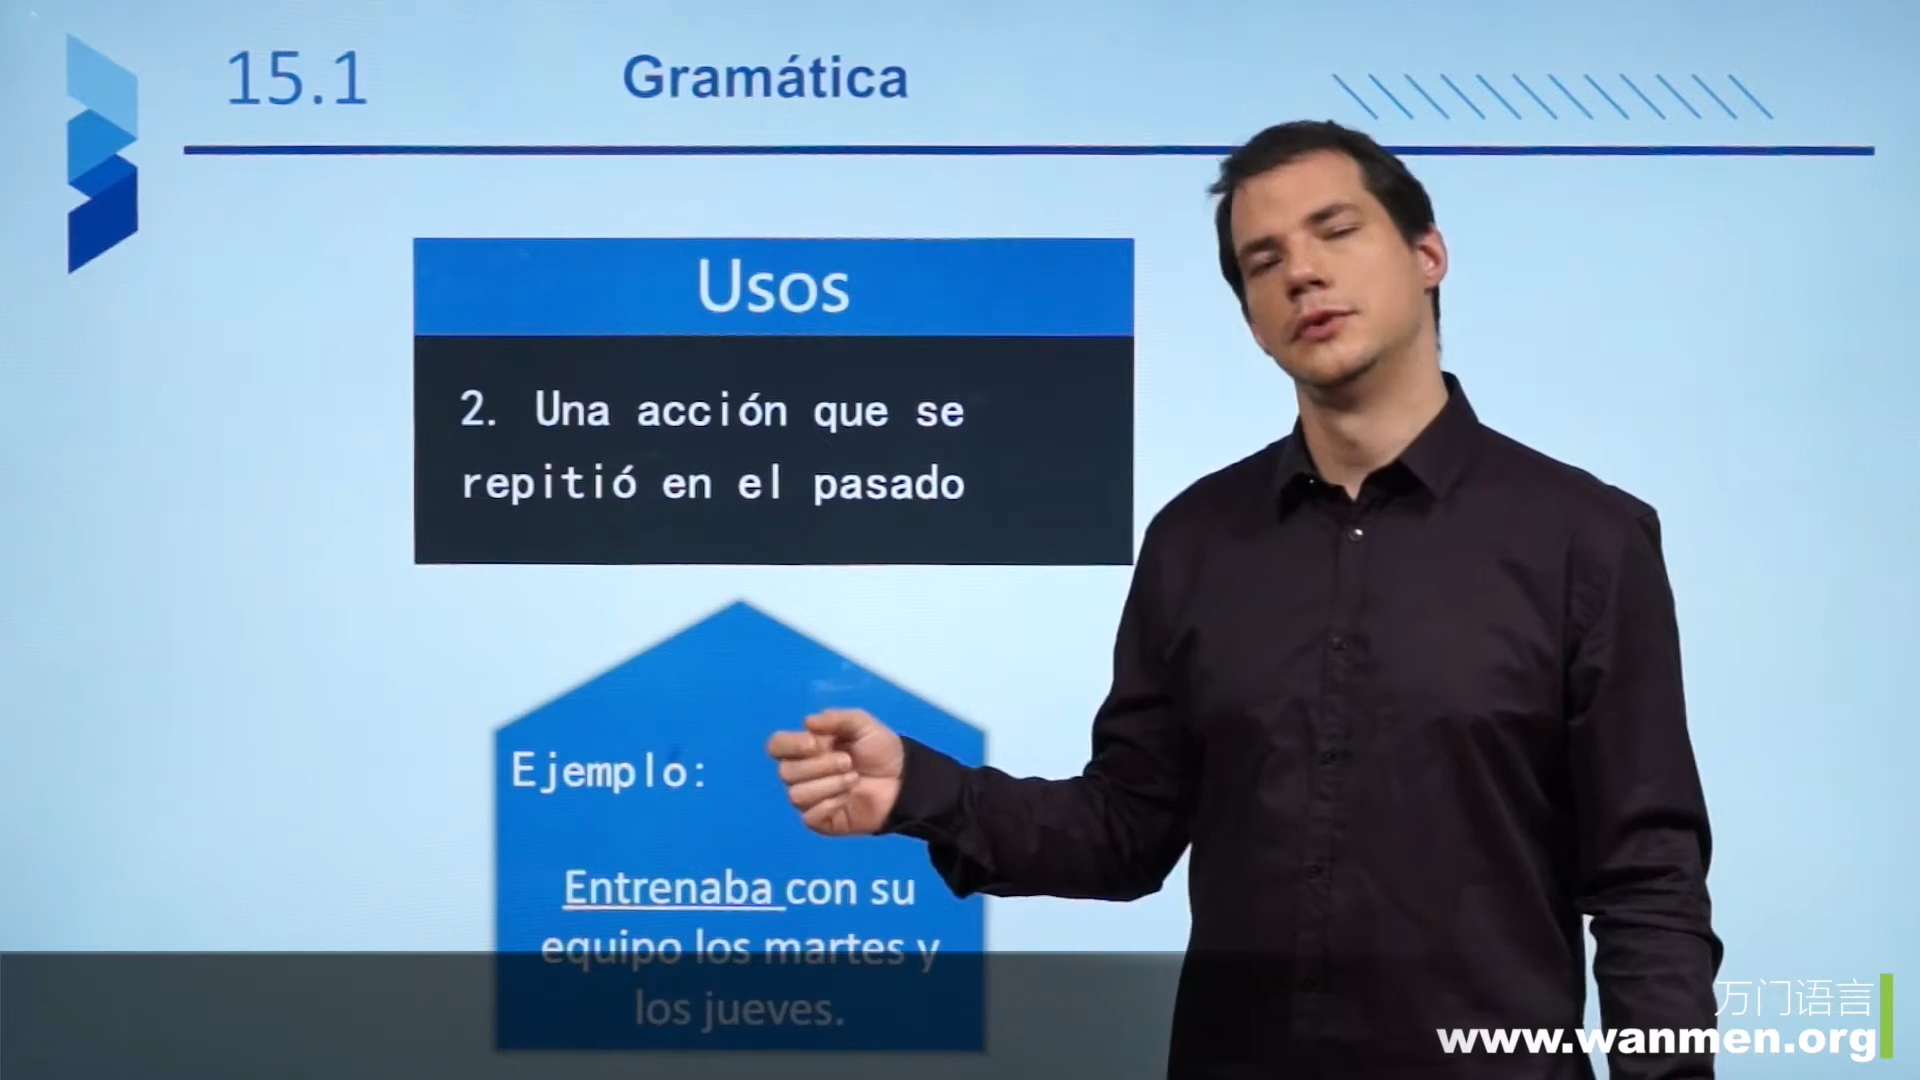 15.1
Gramática
Usos
2. Una acción que se
repitió en el pasado
Ejemplo:
Entrenaba con su
equipo los martes y
los jueves.
万门语言
www.wanmen.org